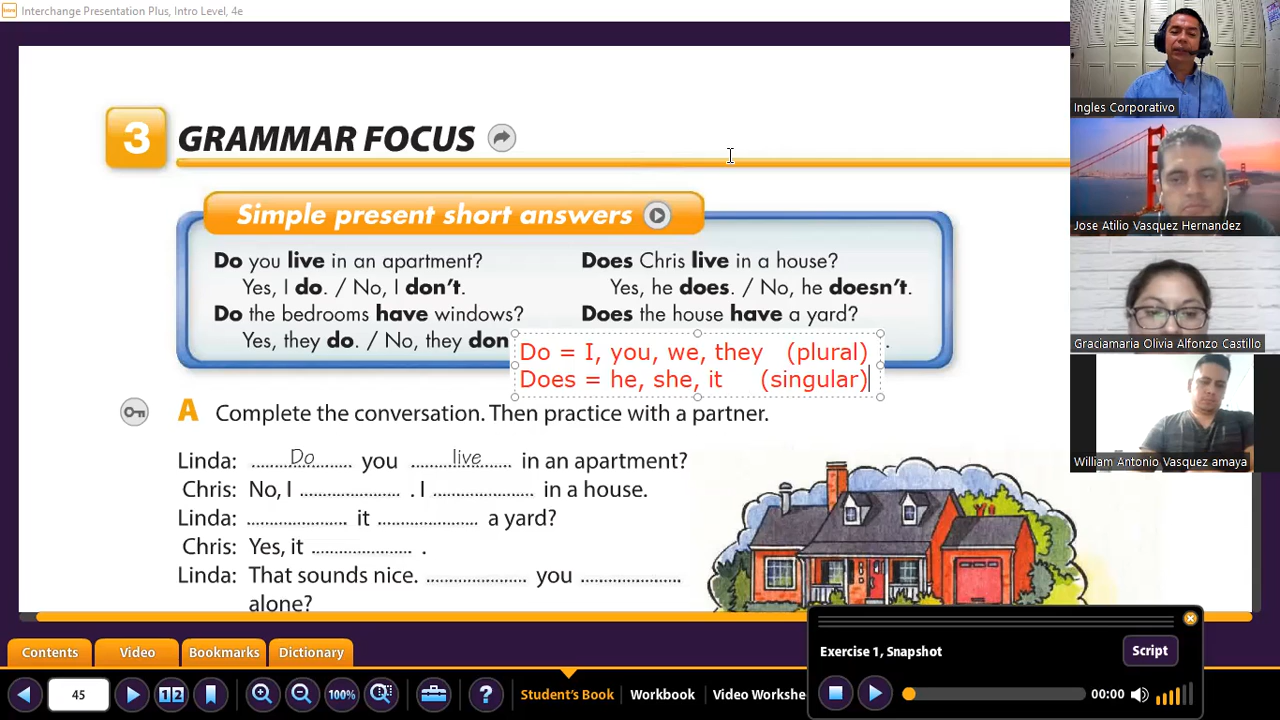 Interchange Presentation Plus, Intro Level, 4e
3 GRAMMAR FOCUS
Simple present short answers
Do you live in an apartment?
Yes, I do. / No, I don't.
Do the bedrooms have windows?
Yes, they do. / No, they don
Does Chris live in a house?
Yes, he does. / No, he doesn't.
Does the house have a yard?
Do = I, you, we, they (plural)
Does = he, she, it (singular)
A Complete the conversation. Then practice with a partner.
Linda: Do you live in an apartment?
Chris: No, I .................... . I .................... in a house.
Linda: .................... it .................... a yard?
Chris: Yes, it .................... .
Linda: That sounds nice. .................... you ....................
alone?
Ingles Corporativo
Jose Atilio Vasquez Hernandez
Graciamaria Olivia Alfonzo Castillo
William Antonio Vasquez amaya
Exercise 1, Snapshot
Script
00:00
Contents
Video
Bookmarks
Dictionary
45
1 2
100%
?
Student's Book
Workbook
Video Workshe